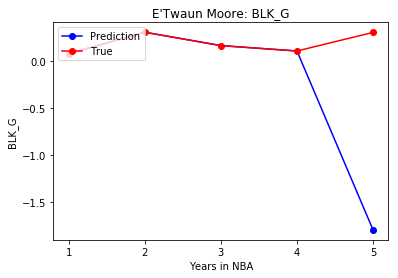 E'Twaun Moore: BLK_G
Prediction
True
0.0
−0.5
−1.0
−1.5
BLK_G
1 2 3 4 5
Years in NBA